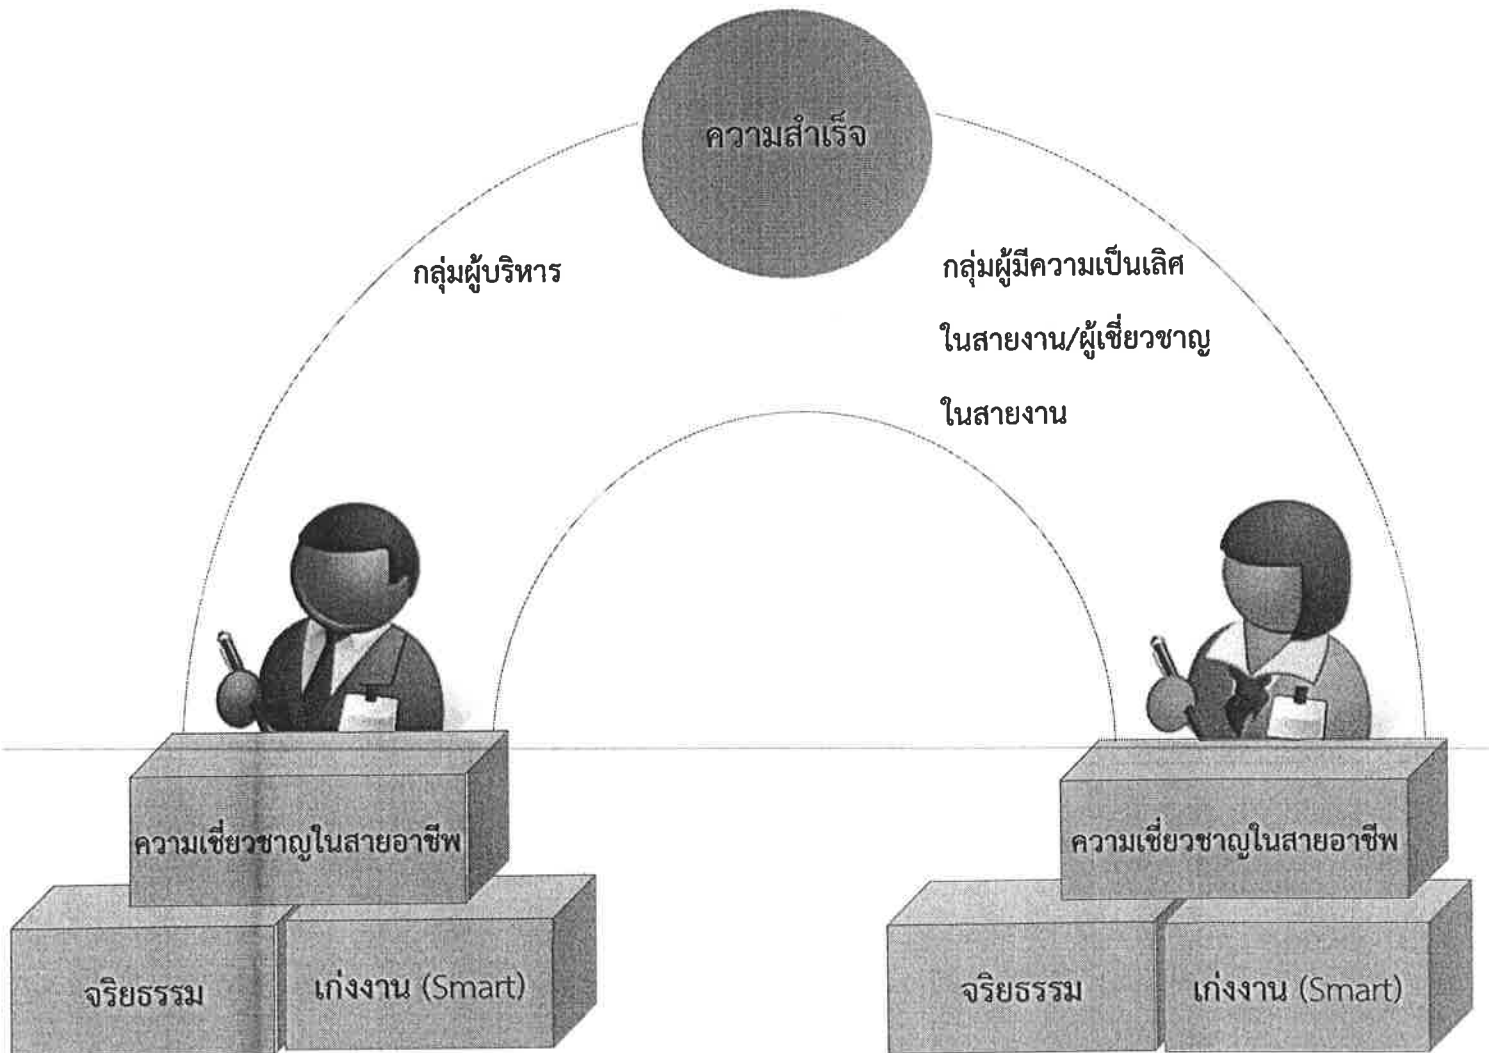 ความสำเร็จ
กลุ่มผู้บริหาร
กลุ่มผู้มีความเป็นเลิศ
ในสายงาน/ผู้เชี่ยวชาญ
ในสายงาน
ความเชี่ยวชาญในสายอาชีพ
จริยธรรม
เก่งงาน (Smart)
ความเชี่ยวชาญในสายอาชีพ
จริยธรรม
เก่งงาน (Smart)